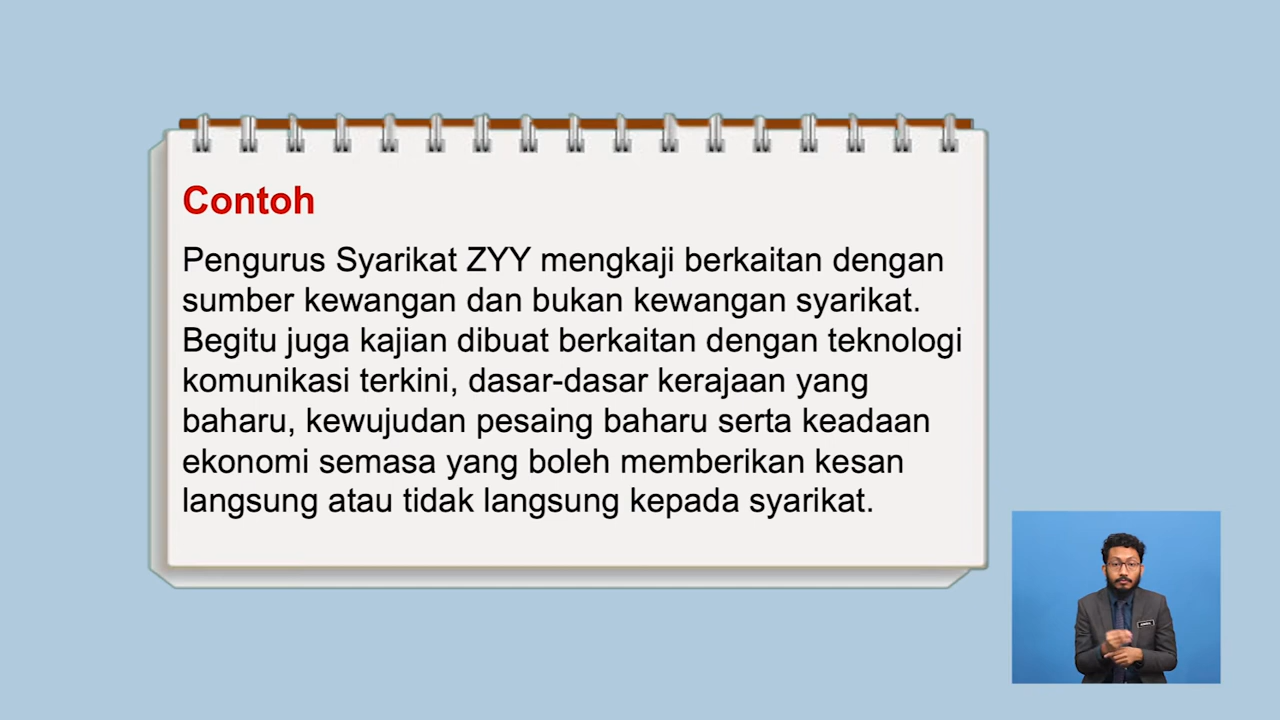 Contoh
Pengurus Syarikat ZYY mengkaji berkaitan dengan
sumber kewangan dan bukan kewangan syarikat.
Begitu juga kajian dibuat berkaitan dengan teknologi
komunikasi terkini, dasar-dasar kerajaan yang
baharu, kewujudan pesaing baharu serta keadaan
ekonomi semasa yang boleh memberikan kesan
langsung atau tidak langsung kepada syarikat.